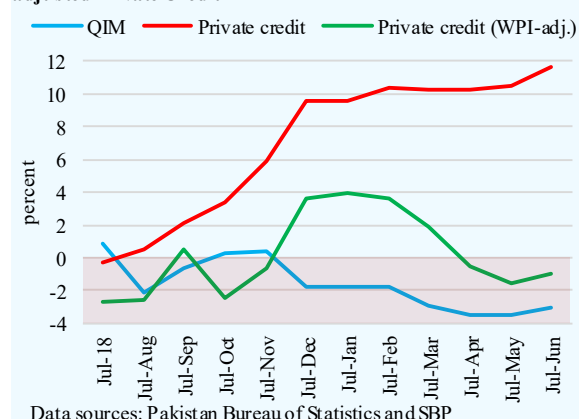 QIM Private credit Private credit (WPI-adj.)
12
10
8
6
4
2
0
-2
-4
percent
Jul-18
Jul-Aug
Jul-Sep
Jul-Oct
Jul-Nov
Jul-Dec
Jul-Jan
Jul-Feb
Jul-Mar
Jul-Apr
Jul-May
Jul-Jun
Data sources: Pakistan Bureau of Statistics and SBP